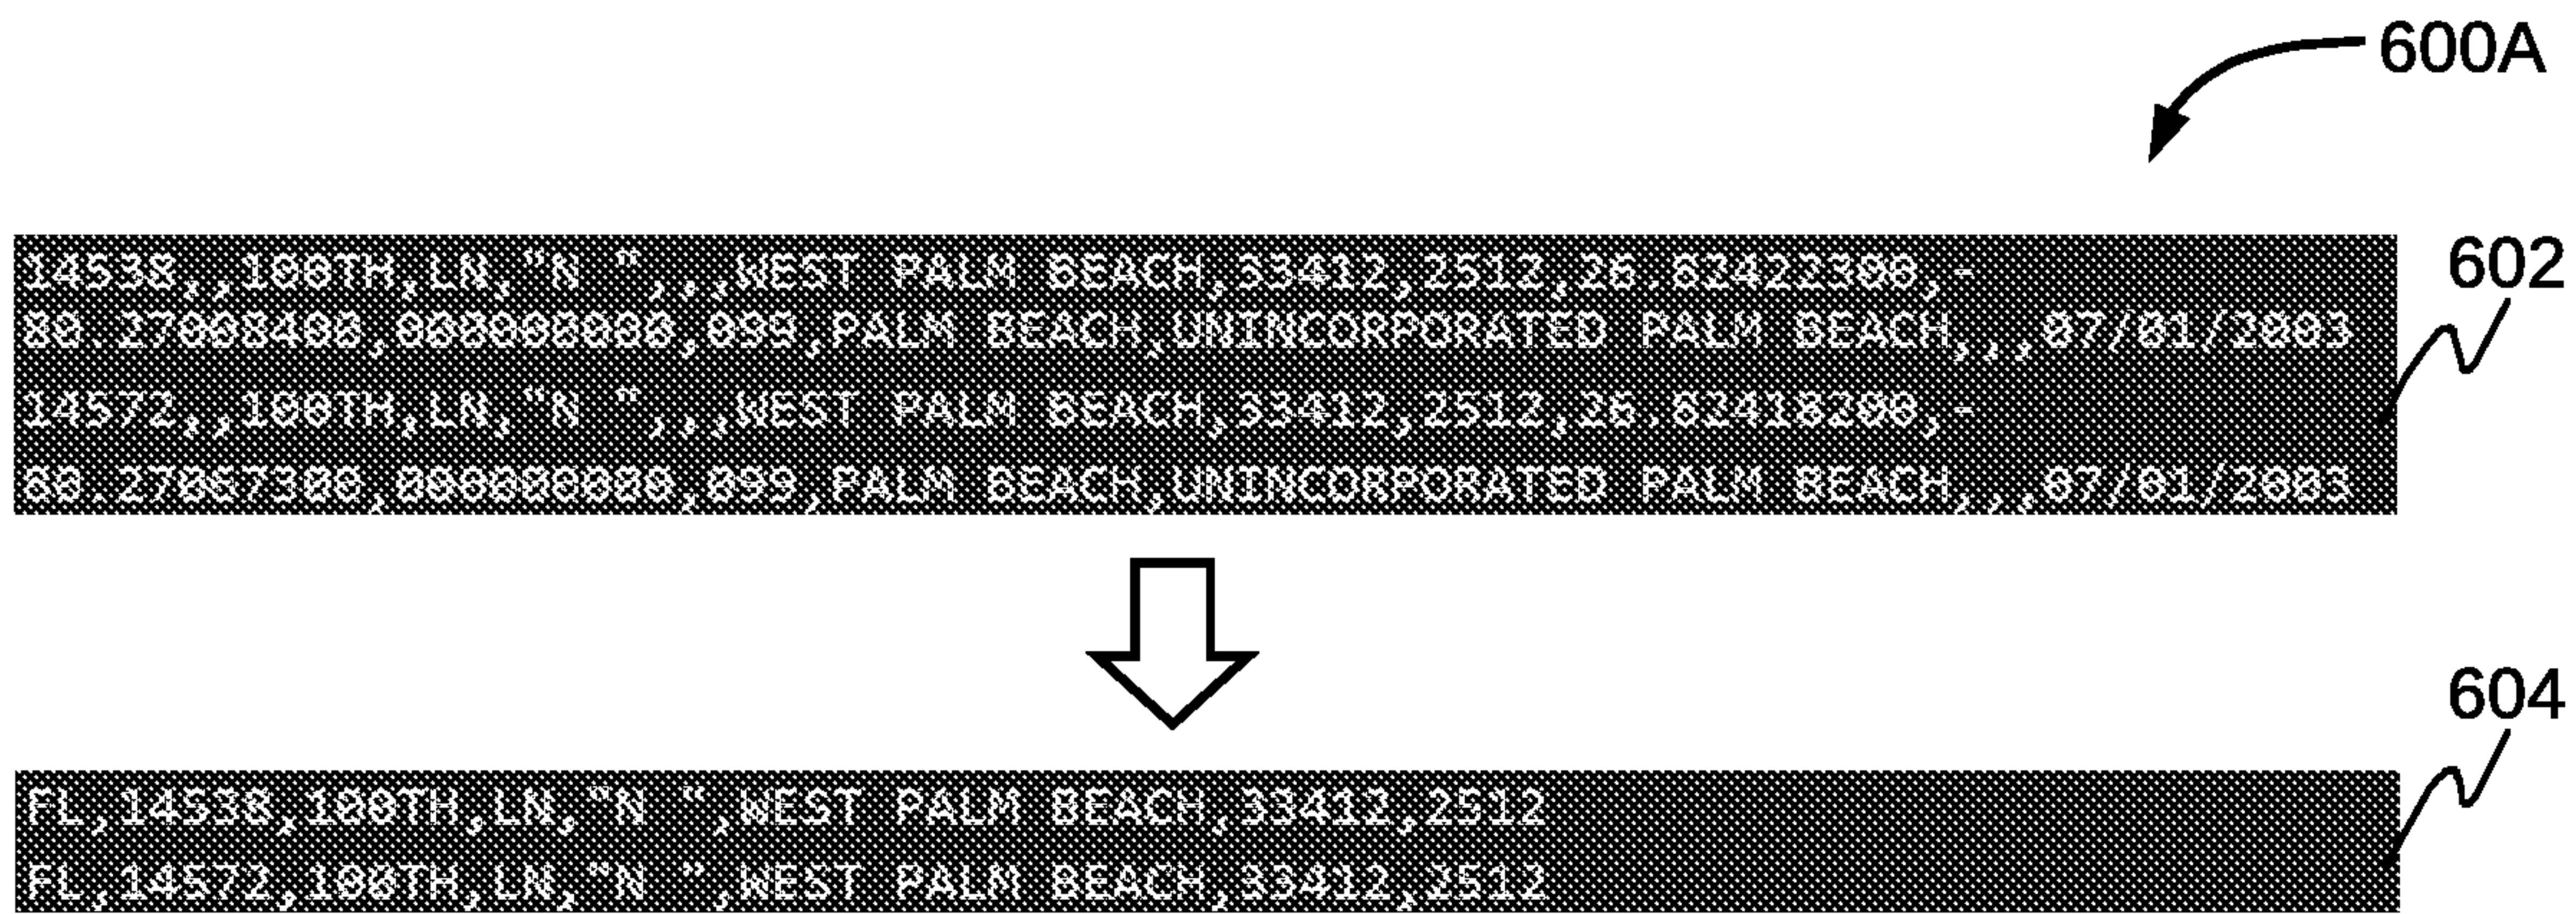 600A
14538,,100TH,LN,"N ",,,WEST PALM BEACH,33412,2512,26.82422300,-
602
80.27008400,000000000,099,PALM BEACH,UNINCORPORATED PALM BEACH,,,07/01/2003
14572,,100TH,LN,"N ",,,WEST PALM BEACH,33412,2512,26.82418200,-
80.27067300,000000000,099,PALM BEACH,UNINCORPORATED PALM BEACH,,,07/01/2003
604
FL,14538,100TH,LN,"N ",WEST PALM BEACH,33412,2512
FL,14572,100TH,LN,"N ",WEST PALM BEACH,33412,2512